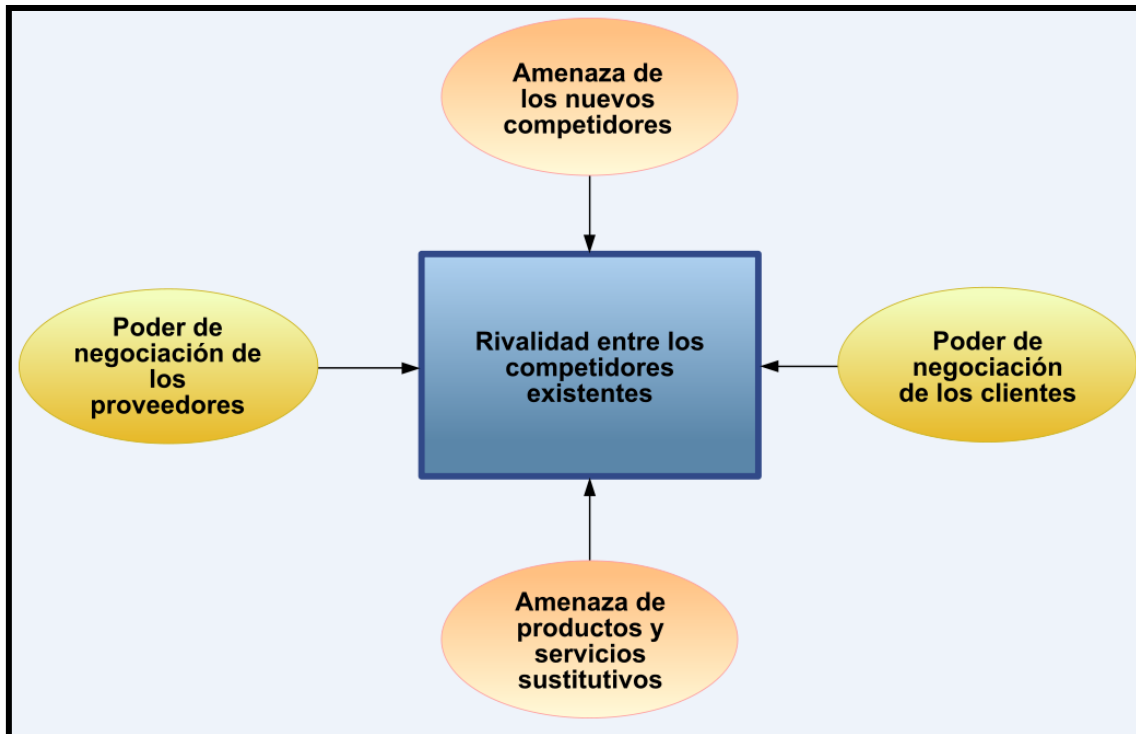 Amenaza de
los nuevos
competidores
Poder de
negociación de
los
proveedores
Rivalidad entre los
competidores
existentes
Poder de
negociación
de los clientes
Amenaza de
productos y
servicios
sustitutivos